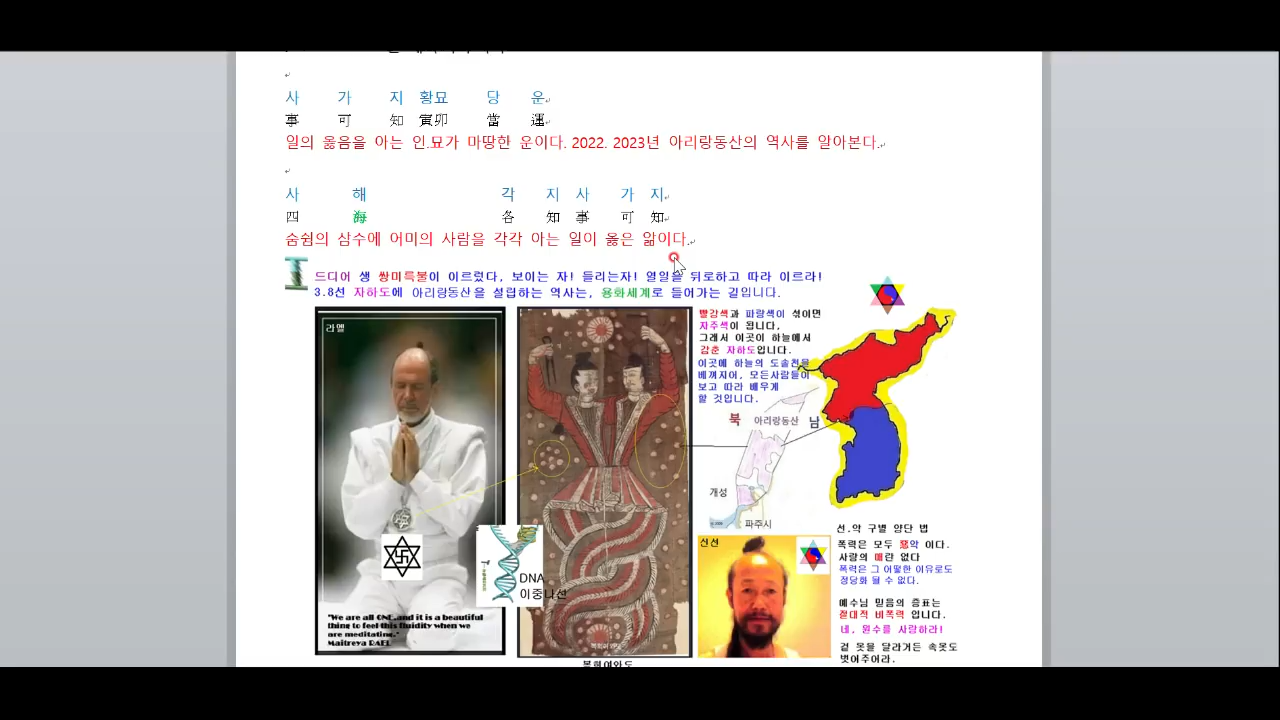 사 가 지 황묘 당 운
事 可 知 寅卯 當 運
일의 옳음을 아는 인.묘가 마땅한 운이다. 2022. 2023년 아리랑동산의 역사를 알아본다.
사 해 각 지 사 가 지
四 海 各 知 事 可 知
숨쉼의 삼수에 어미의 사람을 각각 아는 일이 옳은 앎이다.
드디어 생 쌍미륵불이 이르렀다, 보이는 자! 들리는자! 열일을 뒤로하고 따라 이르라!
3.8선 자하도에 아리랑동산을 설립하는 역사는, 용화세계로 들어가는 길입니다.
라엘
빨강색과 파랑색이 섞이면
자주색이 됩니다,
그래서 이곳이 하늘에서
감춘 자하도입니다.
이곳에 하늘의 도솔천을
베껴지어, 모든사람들이
보고 따라 배우게
할 것입니다.
북 아리랑동산 남
개성
파주시
DNA
이중나선
"We are all ONE,and it is a beautiful
thing to feel this fluidity when we
are meditating."
Maitreya RAEL
복희여와도
신선
선.악 구별 양단 법
폭력은 모두 惡악 이다.
사랑의 매란 없다
폭력은 그 어떠한 이유로도
정당화 될 수 없다.
예수님 믿음의 증표는
절대적 비폭력 입니다.
네, 원수를 사랑하라!
겉 옷을 달라거든 속옷도
벗어주어라.